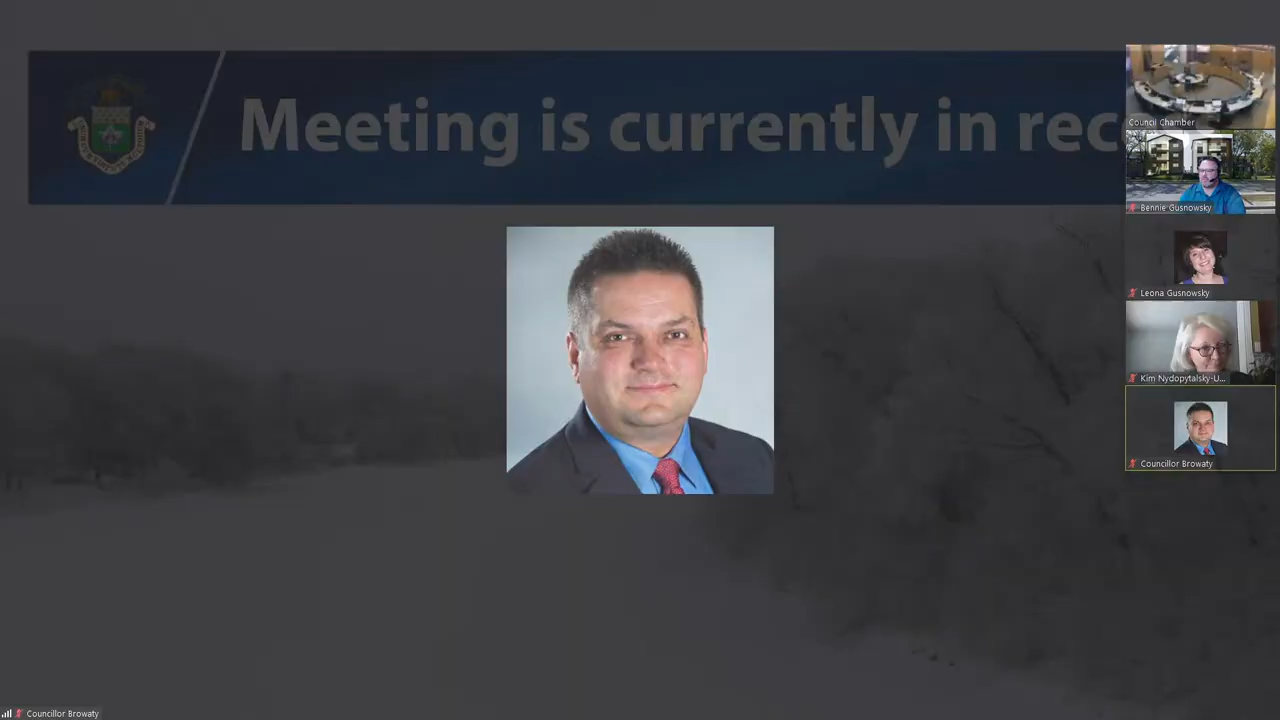 Meeting is currently in rec
Council Chamber
Bennie Gusnowsky
Leona Gusnowsky
Kim Nydopytalsky-U...
Councillor Browaty
Councillor Browaty